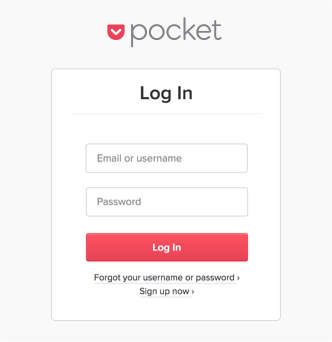 pocket
Log In
Email or username
Password
Log In
Forgot your username or password ›
Sign up now ›